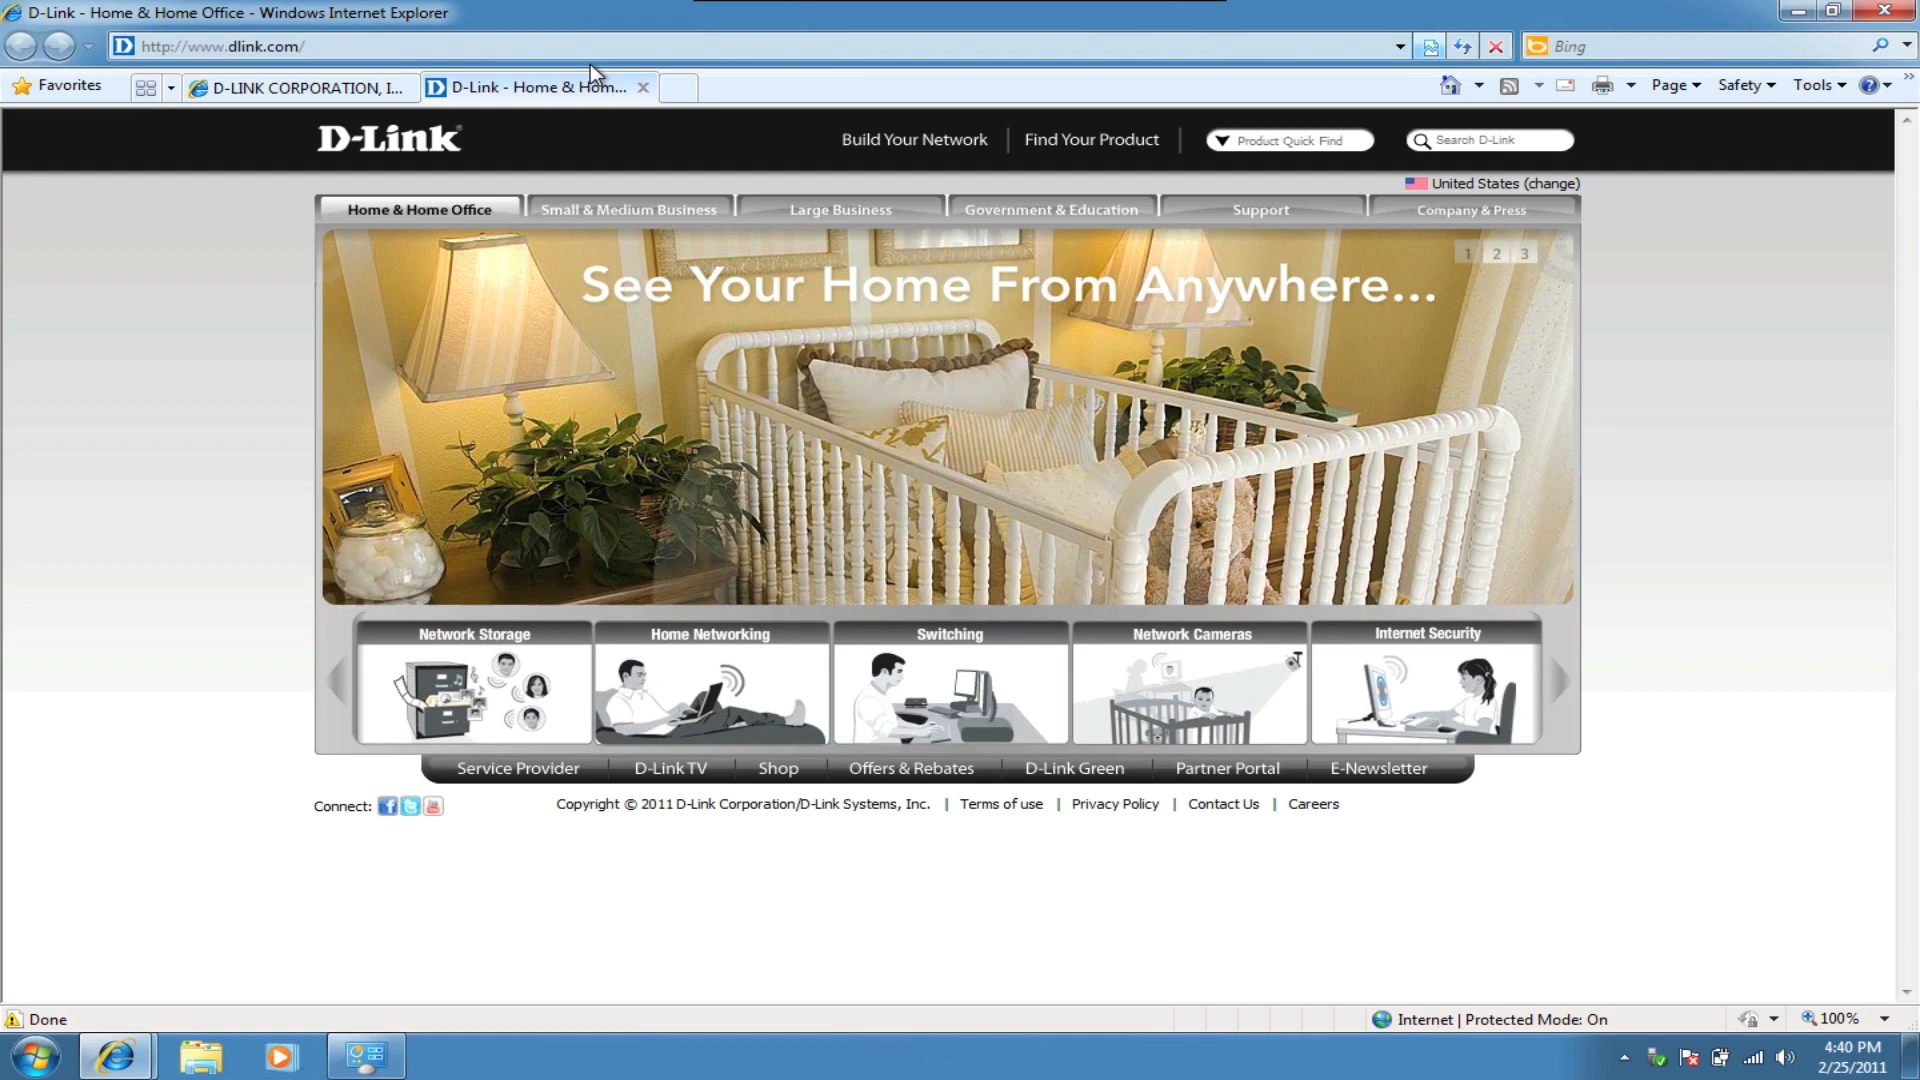 D-Link - Home & Home Office - Windows Internet Explorer
http://www.dlink.com/
Bing
Favorites
D-LINK CORPORATION, I...
D-Link - Home & Hom...
Page
Safety
Tools
D-Link
Build Your Network
Find Your Product
Product Quick Find
Search D-Link
United States (change)
Home & Home Office
Small & Medium Business
Large Business
Government & Education
Support
Company & Press
1 2 3
See Your Home From Anywhere...
Network Storage
Home Networking
Switching
Network Cameras
Internet Security
Service Provider
D-Link TV
Shop
Offers & Rebates
D-Link Green
Partner Portal
E-Newsletter
Connect:
Copyright © 2011 D-Link Corporation/D-Link Systems, Inc. | Terms of use | Privacy Policy | Contact Us | Careers
Done
Internet | Protected Mode: On
100%
4:40 PM
2/25/2011